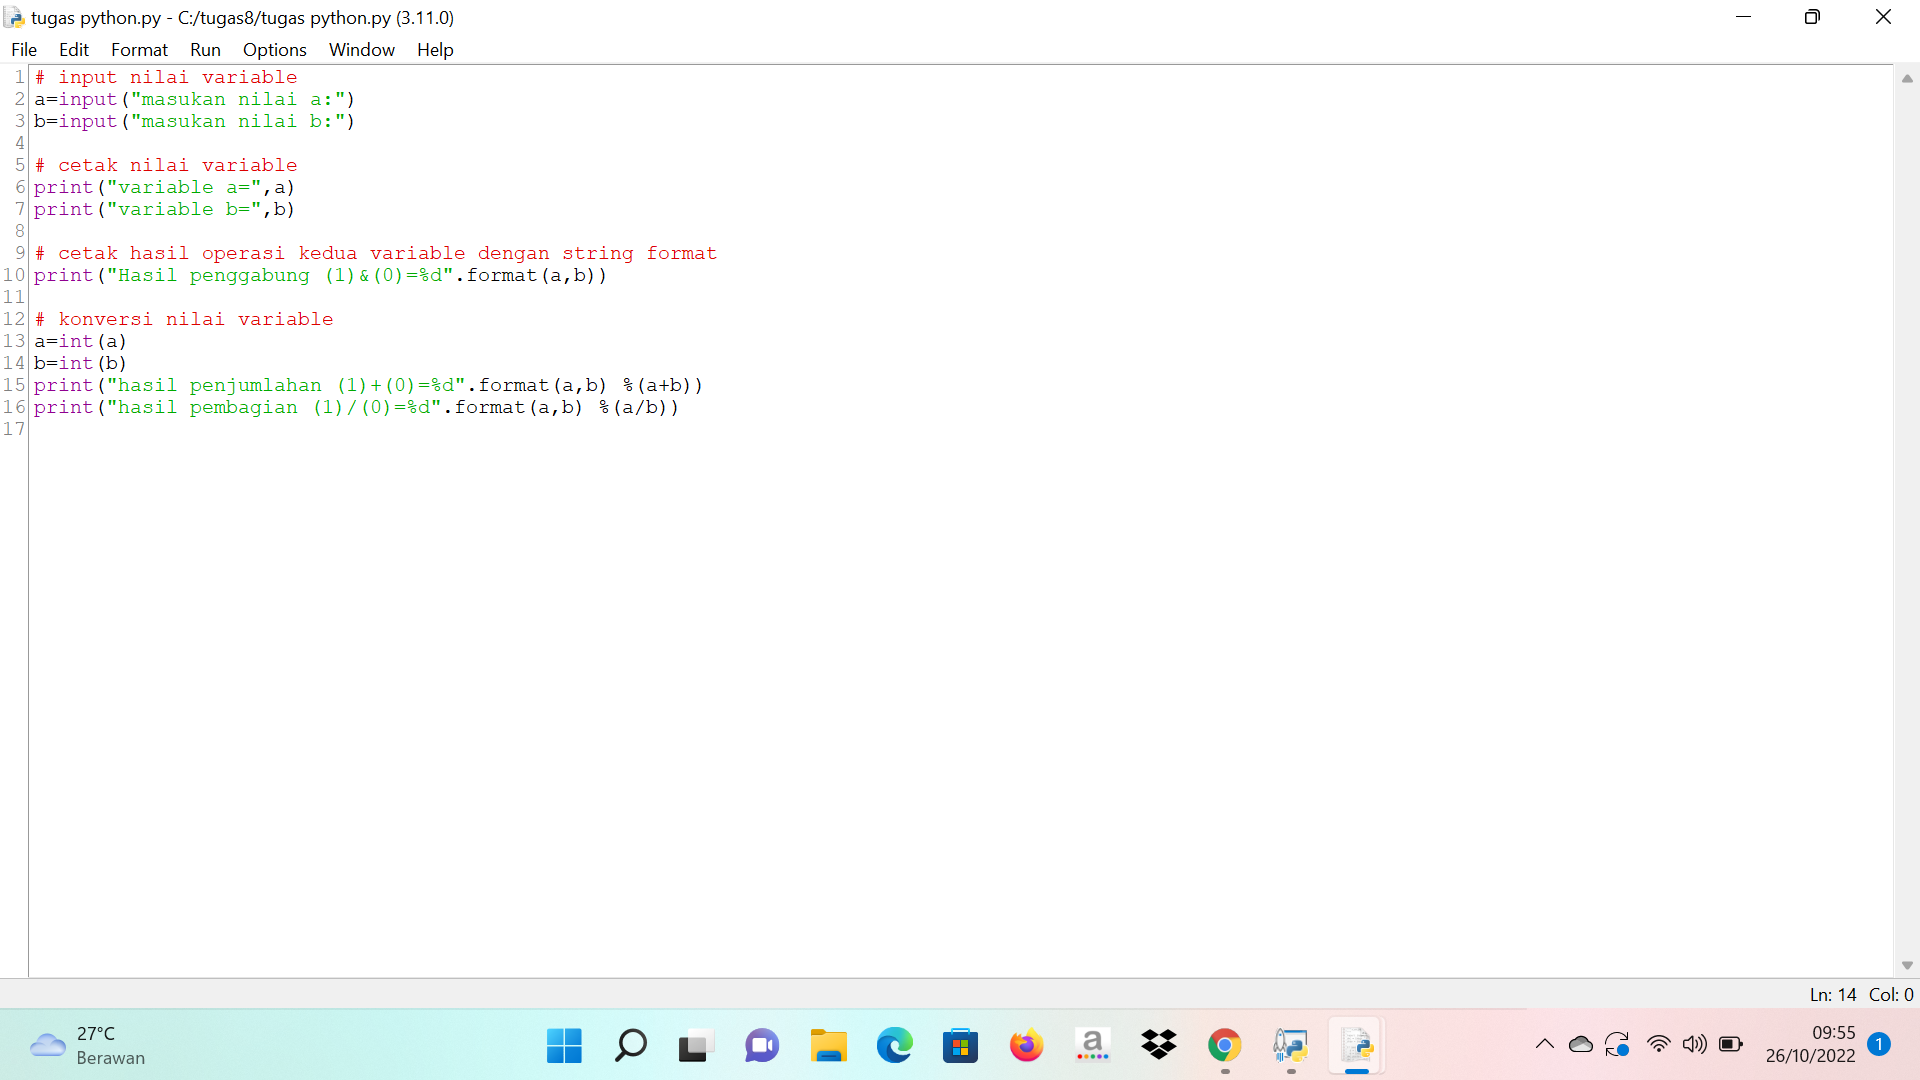 tugas python.py - C:/tugas8/tugas python.py (3.11.0)
File Edit Format Run Options Window Help
1 # input nilai variable
2 a=input("masukan nilai a:")
3 b=input("masukan nilai b:")
4
5 # cetak nilai variable
6 print("variable a=",a)
7 print("variable b=",b)
8
9 # cetak hasil operasi kedua variable dengan string format
10 print("Hasil penggabung (1)&(0)=%d".format(a,b))
11
12 # konversi nilai variable
13 a=int(a)
14 b=int(b)
15 print("hasil penjumlahan (1)+(0)=%d".format(a,b) %(a+b))
16 print("hasil pembagian (1)/(0)=%d".format(a,b) %(a/b))
17
Ln: 14 Col: 0
27°C
Berawan
a
09:55
26/10/2022
1